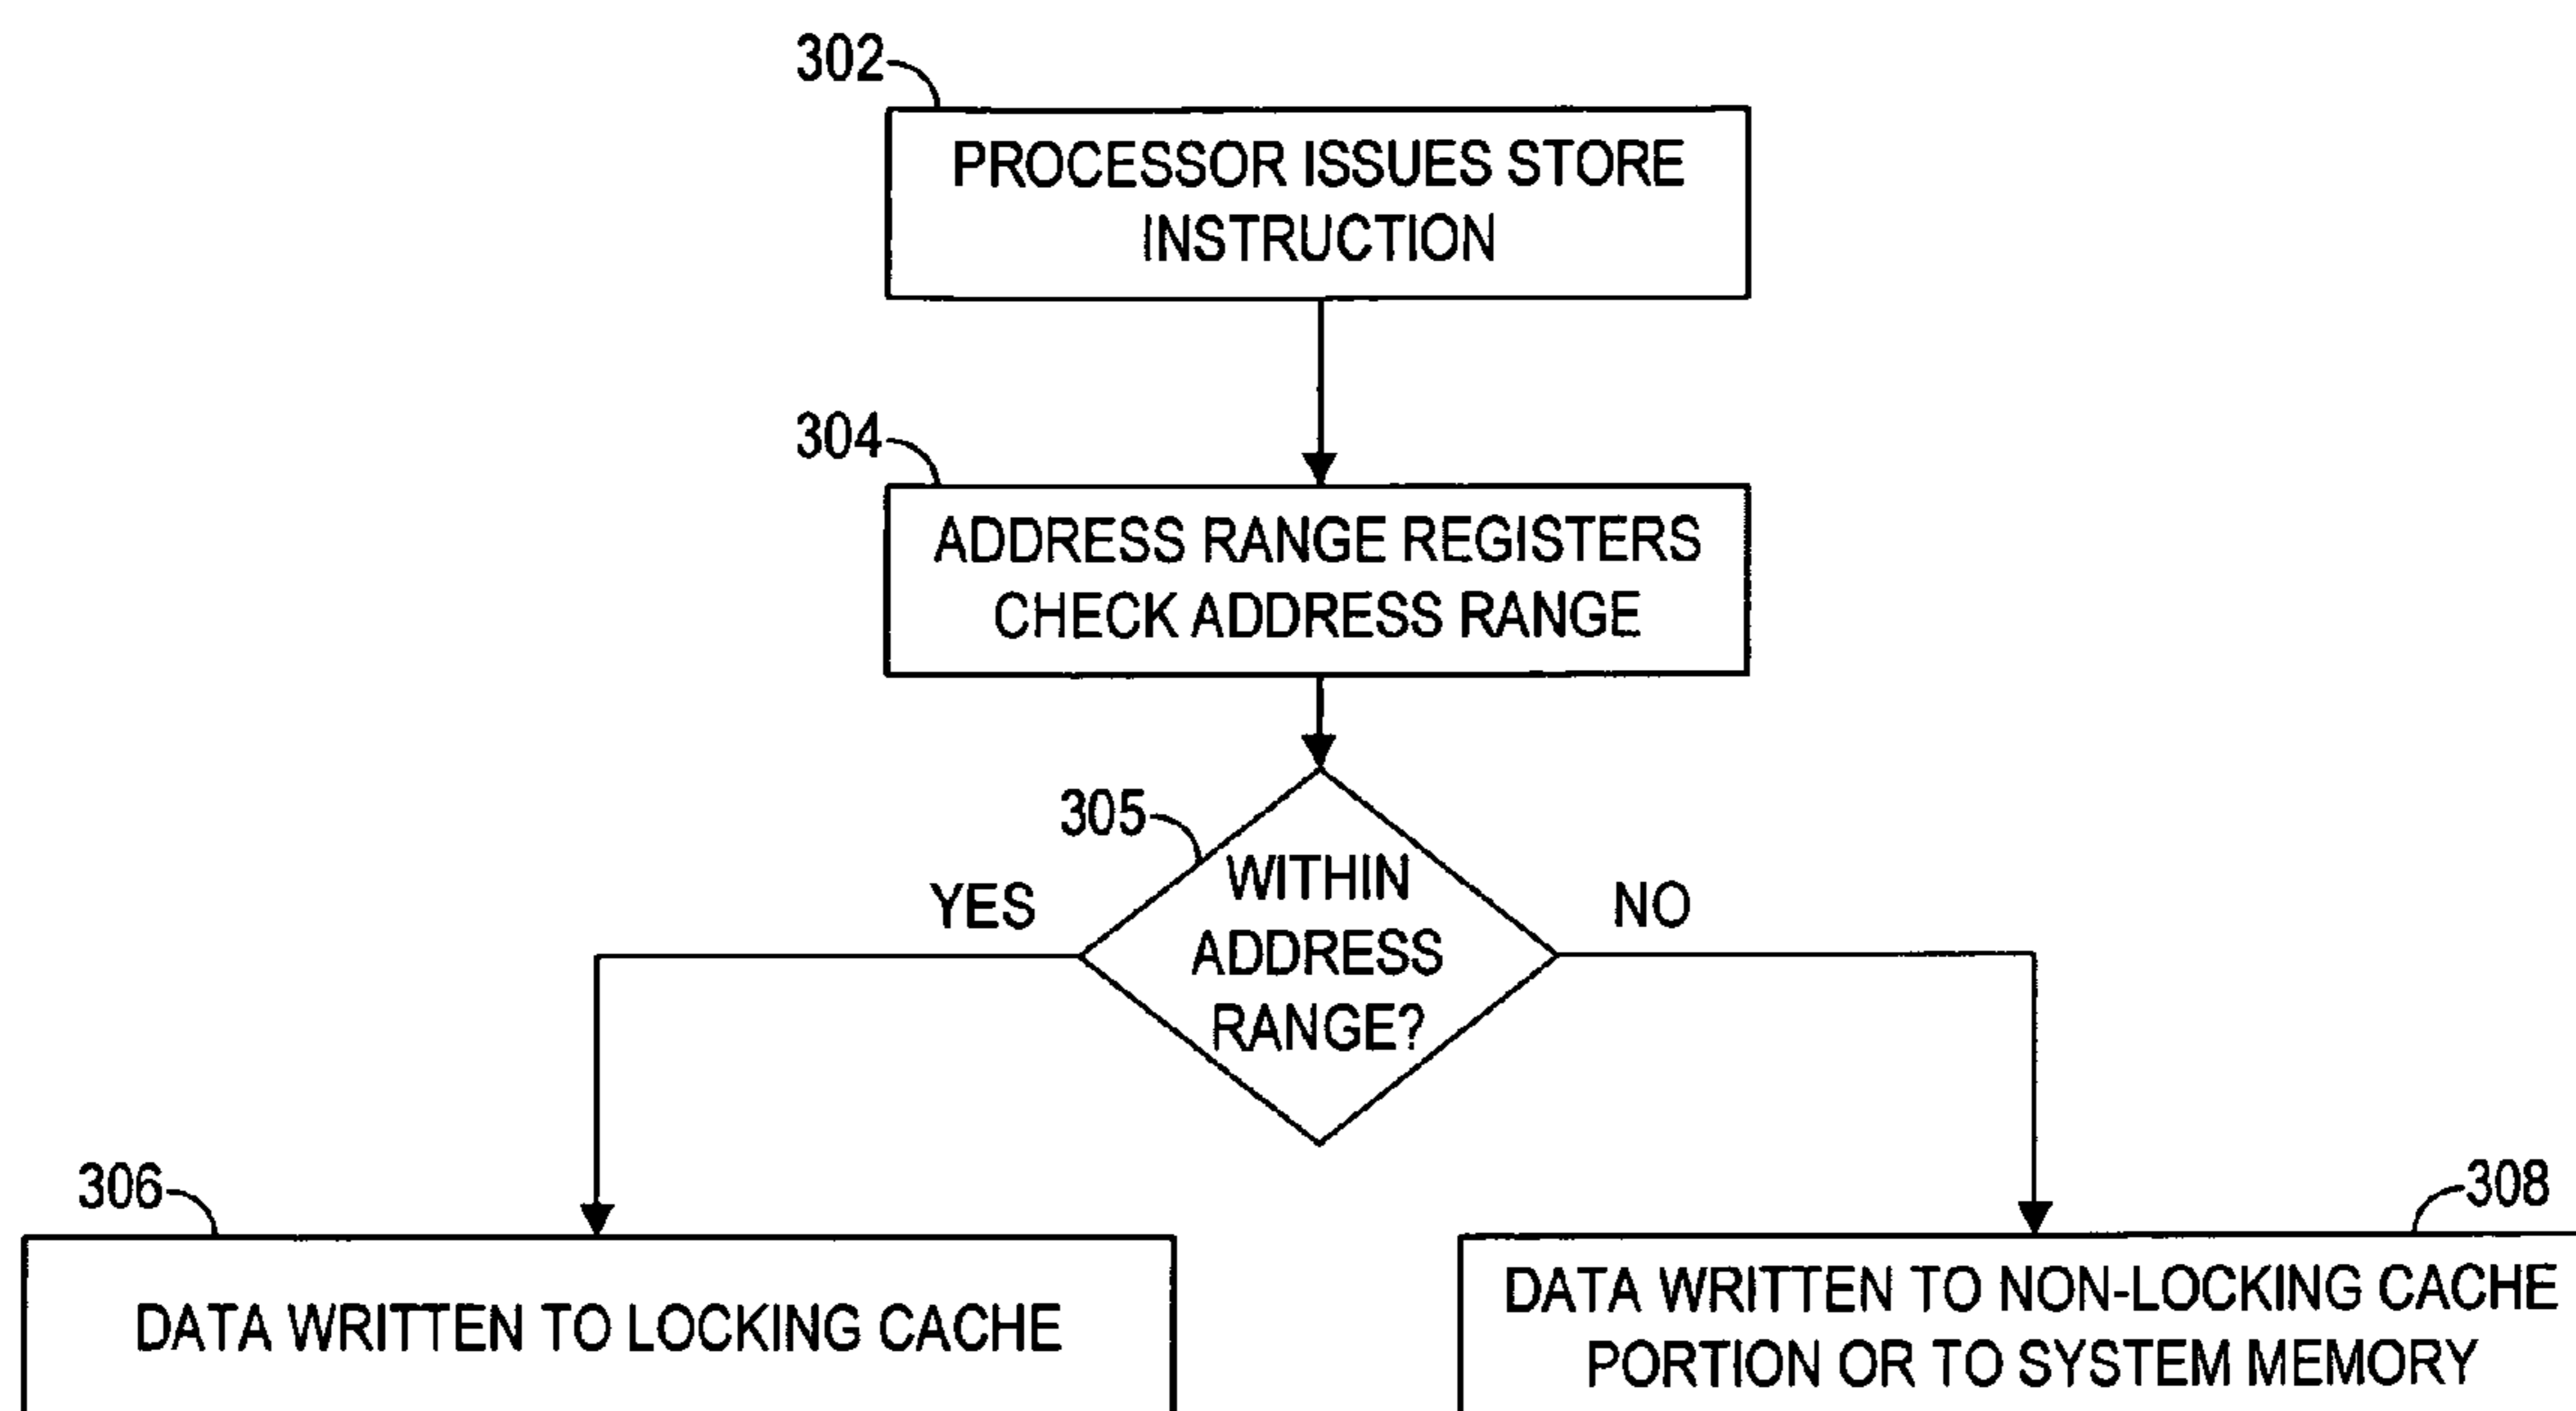 302
PROCESSOR ISSUES STORE
INSTRUCTION
304
ADDRESS RANGE REGISTERS
CHECK ADDRESS RANGE
305
WITHIN
ADDRESS
RANGE?
YES
NO
306
DATA WRITTEN TO LOCKING CACHE
308
DATA WRITTEN TO NON-LOCKING CACHE
PORTION OR TO SYSTEM MEMORY